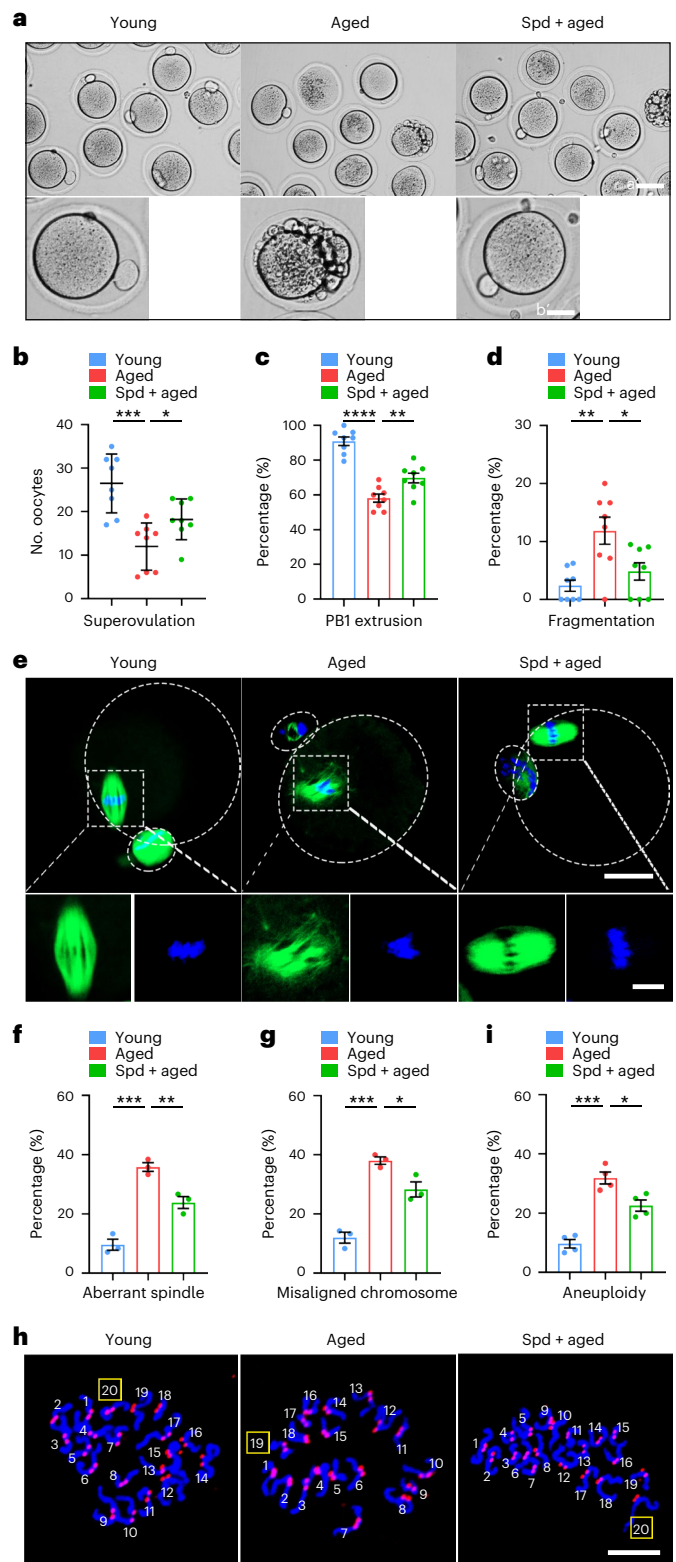 a
Young Aged Spd + aged
a
b
b
Young
Aged
Spd + aged
*** *
40
30
20
10
0
No. oocytes
Superovulation
c
Young
Aged
Spd + aged
**** **
100
80
60
40
20
0
Percentage (%)
PB1 extrusion
d
Young
Aged
Spd + aged
** *
30
20
10
0
Percentage (%)
Fragmentation
e
Young Aged Spd + aged
f
Young
Aged
Spd + aged
*** **
60
40
20
0
Percentage (%)
Aberrant spindle
g
Young
Aged
Spd + aged
*** *
60
40
20
0
Percentage (%)
Misaligned chromosome
i
Young
Aged
Spd + aged
*** *
60
40
20
0
Percentage (%)
Aneuploidy
h
Young Aged Spd + aged
1 2 3 4 5 6 7 8 9 10 11 12 13 14 15 16 17 18 19 20
1 2 3 4 5 6 7 8 9 10 11 12 13 14 15 16 17 18 19
1 2 3 4 5 6 7 8 9 10 11 12 13 14 15 16 17 18 19 20